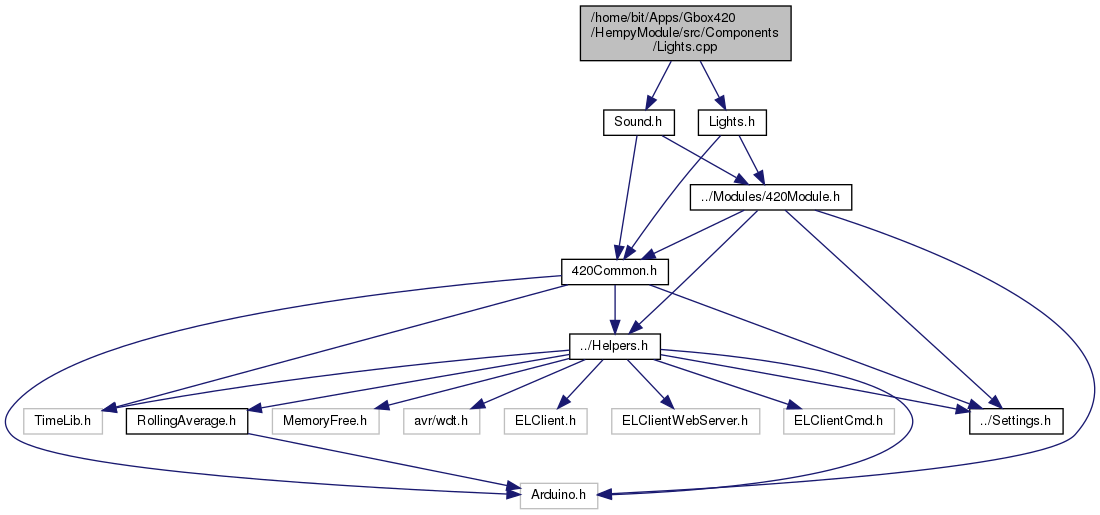 /home/bit/Apps/Gbox420
/HempyModule/src/Components
/Lights.cpp
Sound.h
Lights.h
../Modules/420Module.h
420Common.h
../Helpers.h
TimeLib.h
RollingAverage.h
MemoryFree.h
avr/wdt.h
ELClient.h
ELClientWebServer.h
ELClientCmd.h
../Settings.h
Arduino.h